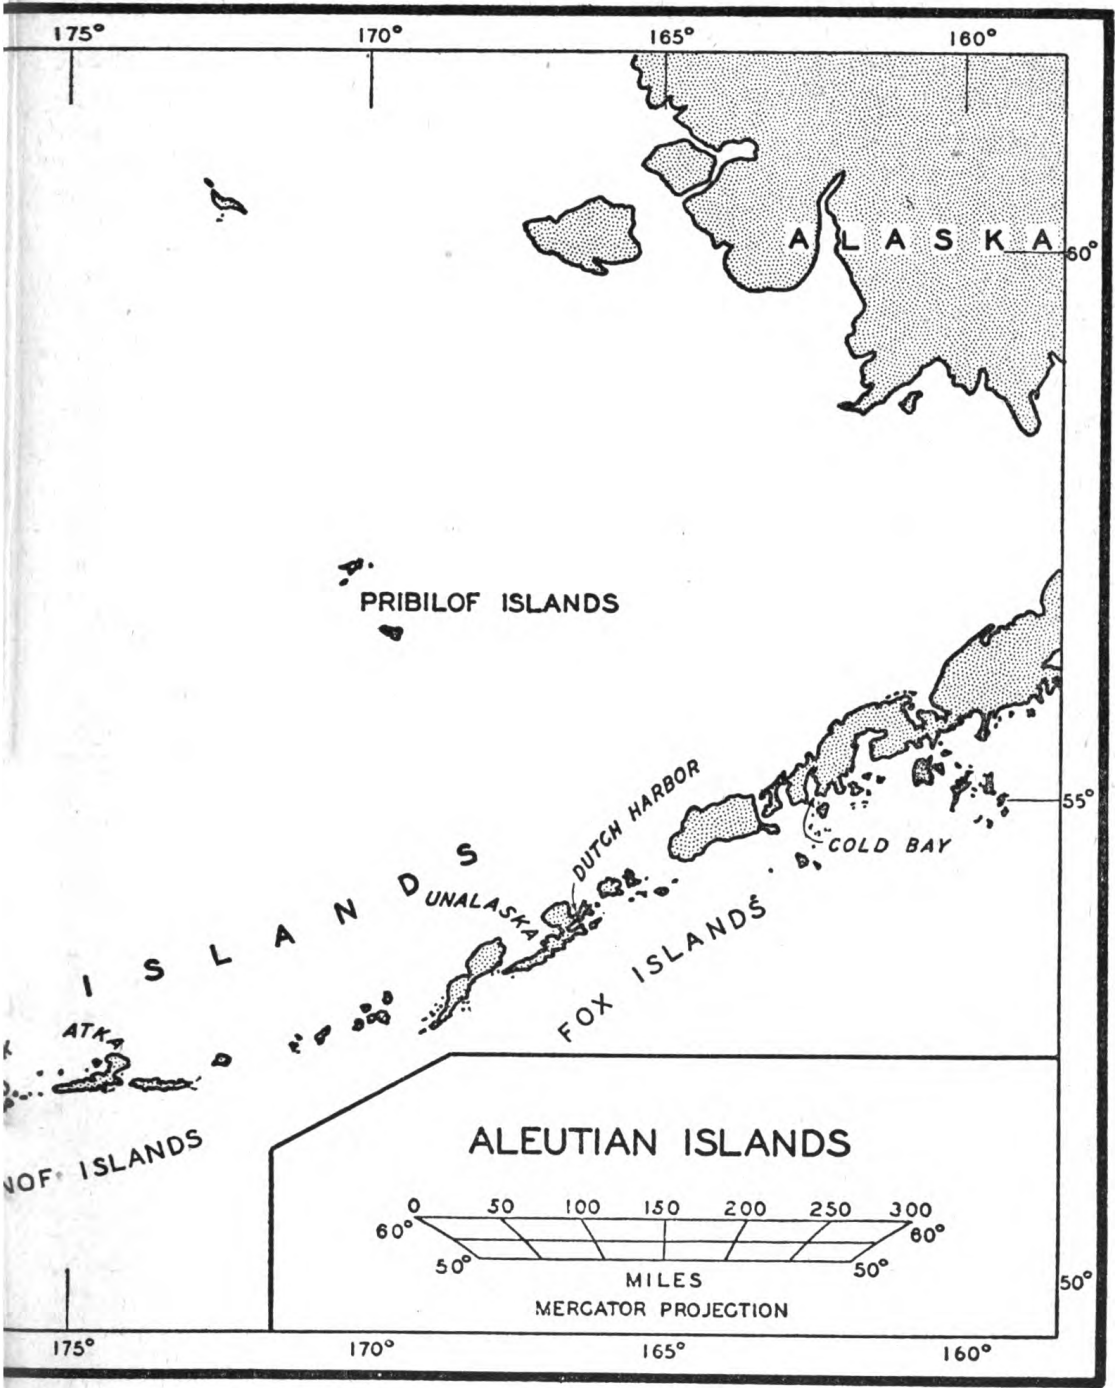 175° 170° 165° 160°
ALASKA
60°
PRIBILOF ISLANDS
DUTCH HARBOR
55°
COLD BAY
ISLANDS
UNALASKA
FOX ISLANDS
ATKA
NOF ISLANDS
ALEUTIAN ISLANDS
0 50 100 150 200 250 300
60° 60°
50° 50°
MILES
MERCATOR PROJECTION
50°
175° 170° 165° 160°